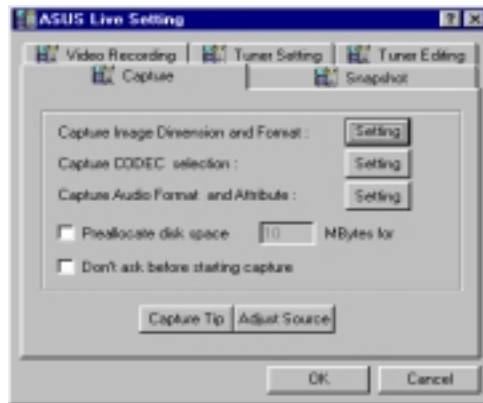 ASUS Live Setting
Video Recording Tuner Setting Tuner Editing
Capture Snapshot
Capture Image Dimension and Format : Setting
Capture CODEC selection : Setting
Capture Audio Format and Attribute : Setting
Preallocate disk space 10 MBytes for
Don't ask before starting capture
Capture Tip Adjust Source
OK Cancel